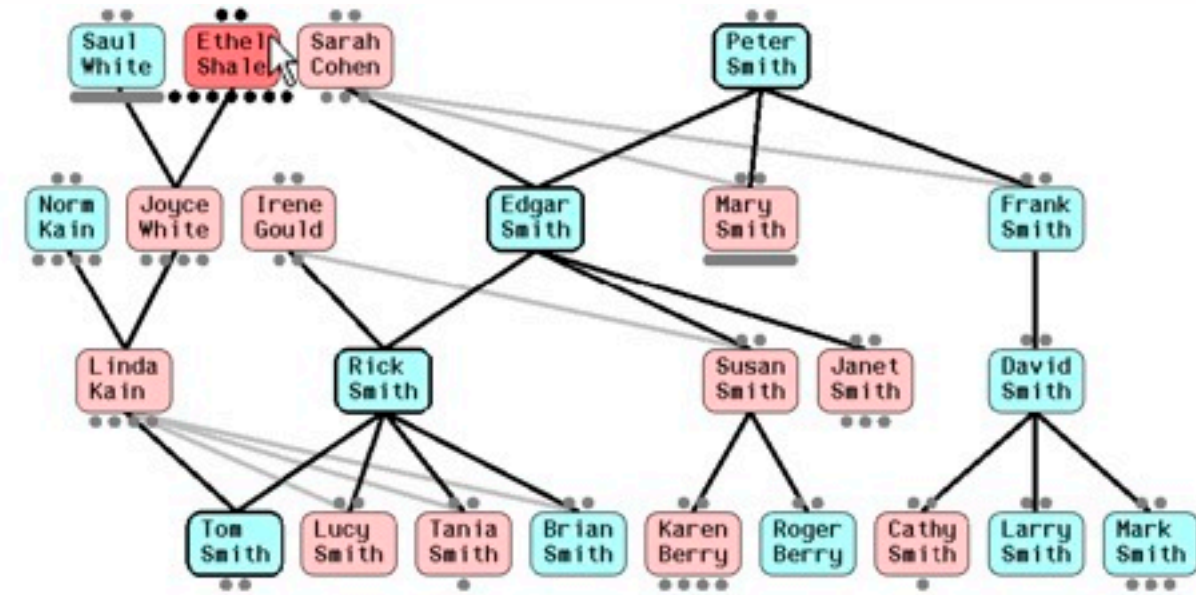 Saul
White
Ethel
Shale
Sarah
Cohen
Peter
Smith
Norm
Kain
Joyce
White
Irene
Gould
Edgar
Smith
Mary
Smith
Frank
Smith
Linda
Kain
Rick
Smith
Susan
Smith
Janet
Smith
David
Smith
Tom
Smith
Lucy
Smith
Tania
Smith
Brian
Smith
Karen
Berry
Roger
Berry
Cathy
Smith
Larry
Smith
Mark
Smith